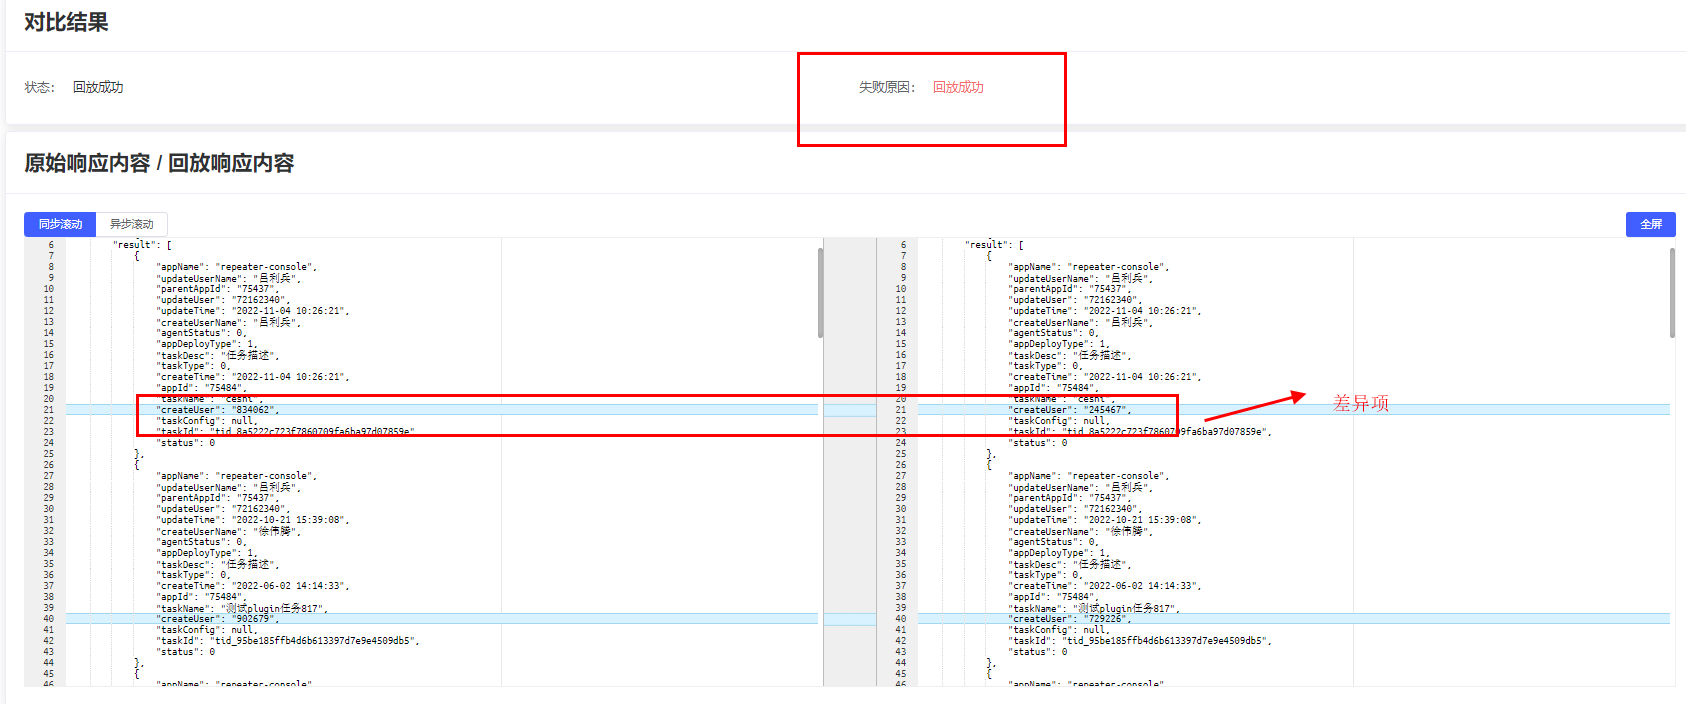 对比结果
状态： 回放成功
失败原因： 回放成功
原始响应内容 / 回放响应内容
同步滚动 异步滚动 全屏
6 "result": [
7 {
8 "appName": "repeater-console",
9 "updateUserName": "吕利兵",
10 "parentAppId": "75437",
11 "updateUser": "72162340",
12 "updateTime": "2022-11-04 10:26:21",
13 "createUserName": "吕利兵",
14 "agentStatus": 0,
15 "appDeployType": 1,
16 "taskDesc": "任务描述",
17 "taskType": 0,
18 "createTime": "2022-11-04 10:26:21",
19 "appId": "75484",
20 "taskName": "ceshi",
21 "createUser": "834062",
22 "taskConfig": null,
23 "taskId": "tid_8a5222c723f7860709fa6ba97d07859e",
24 "status": 0
25 },
26 {
27 "appName": "repeater-console",
28 "updateUserName": "吕利兵",
29 "parentAppId": "75437",
30 "updateUser": "72162340",
31 "updateTime": "2022-10-21 15:39:08",
32 "createUserName": "徐伟腾",
33 "agentStatus": 0,
34 "appDeployType": 1,
35 "taskDesc": "任务描述",
36 "taskType": 0,
37 "createTime": "2022-06-02 14:14:33",
38 "appId": "75484",
39 "taskName": "测试plugin任务817",
40 "createUser": "902679",
41 "taskConfig": null,
42 "taskId": "tid_95be185ffb4d6b613397d7e9e4509db5",
43 "status": 0
44 },
45 {
46 "appName": "repeater-console"
6 "result": [
7 {
8 "appName": "repeater-console",
9 "updateUserName": "吕利兵",
10 "parentAppId": "75437",
11 "updateUser": "72162340",
12 "updateTime": "2022-11-04 10:26:21",
13 "createUserName": "吕利兵",
14 "agentStatus": 0,
15 "appDeployType": 1,
16 "taskDesc": "任务描述",
17 "taskType": 0,
18 "createTime": "2022-11-04 10:26:21",
19 "appId": "75484",
20 "taskName": "ceshi",
21 "createUser": "245467",
22 "taskConfig": null,
23 "taskId": "tid_8a5222c723f7860709fa6ba97d07859e",
24 "status": 0
25 },
26 {
27 "appName": "repeater-console",
28 "updateUserName": "吕利兵",
29 "parentAppId": "75437",
30 "updateUser": "72162340",
31 "updateTime": "2022-10-21 15:39:08",
32 "createUserName": "徐伟腾",
33 "agentStatus": 0,
34 "appDeployType": 1,
35 "taskDesc": "任务描述",
36 "taskType": 0,
37 "createTime": "2022-06-02 14:14:33",
38 "appId": "75484",
39 "taskName": "测试plugin任务817",
40 "createUser": "729226",
41 "taskConfig": null,
42 "taskId": "tid_95be185ffb4d6b613397d7e9e4509db5",
43 "status": 0
44 },
45 {
46 "appName": "repeater-console"
差异项